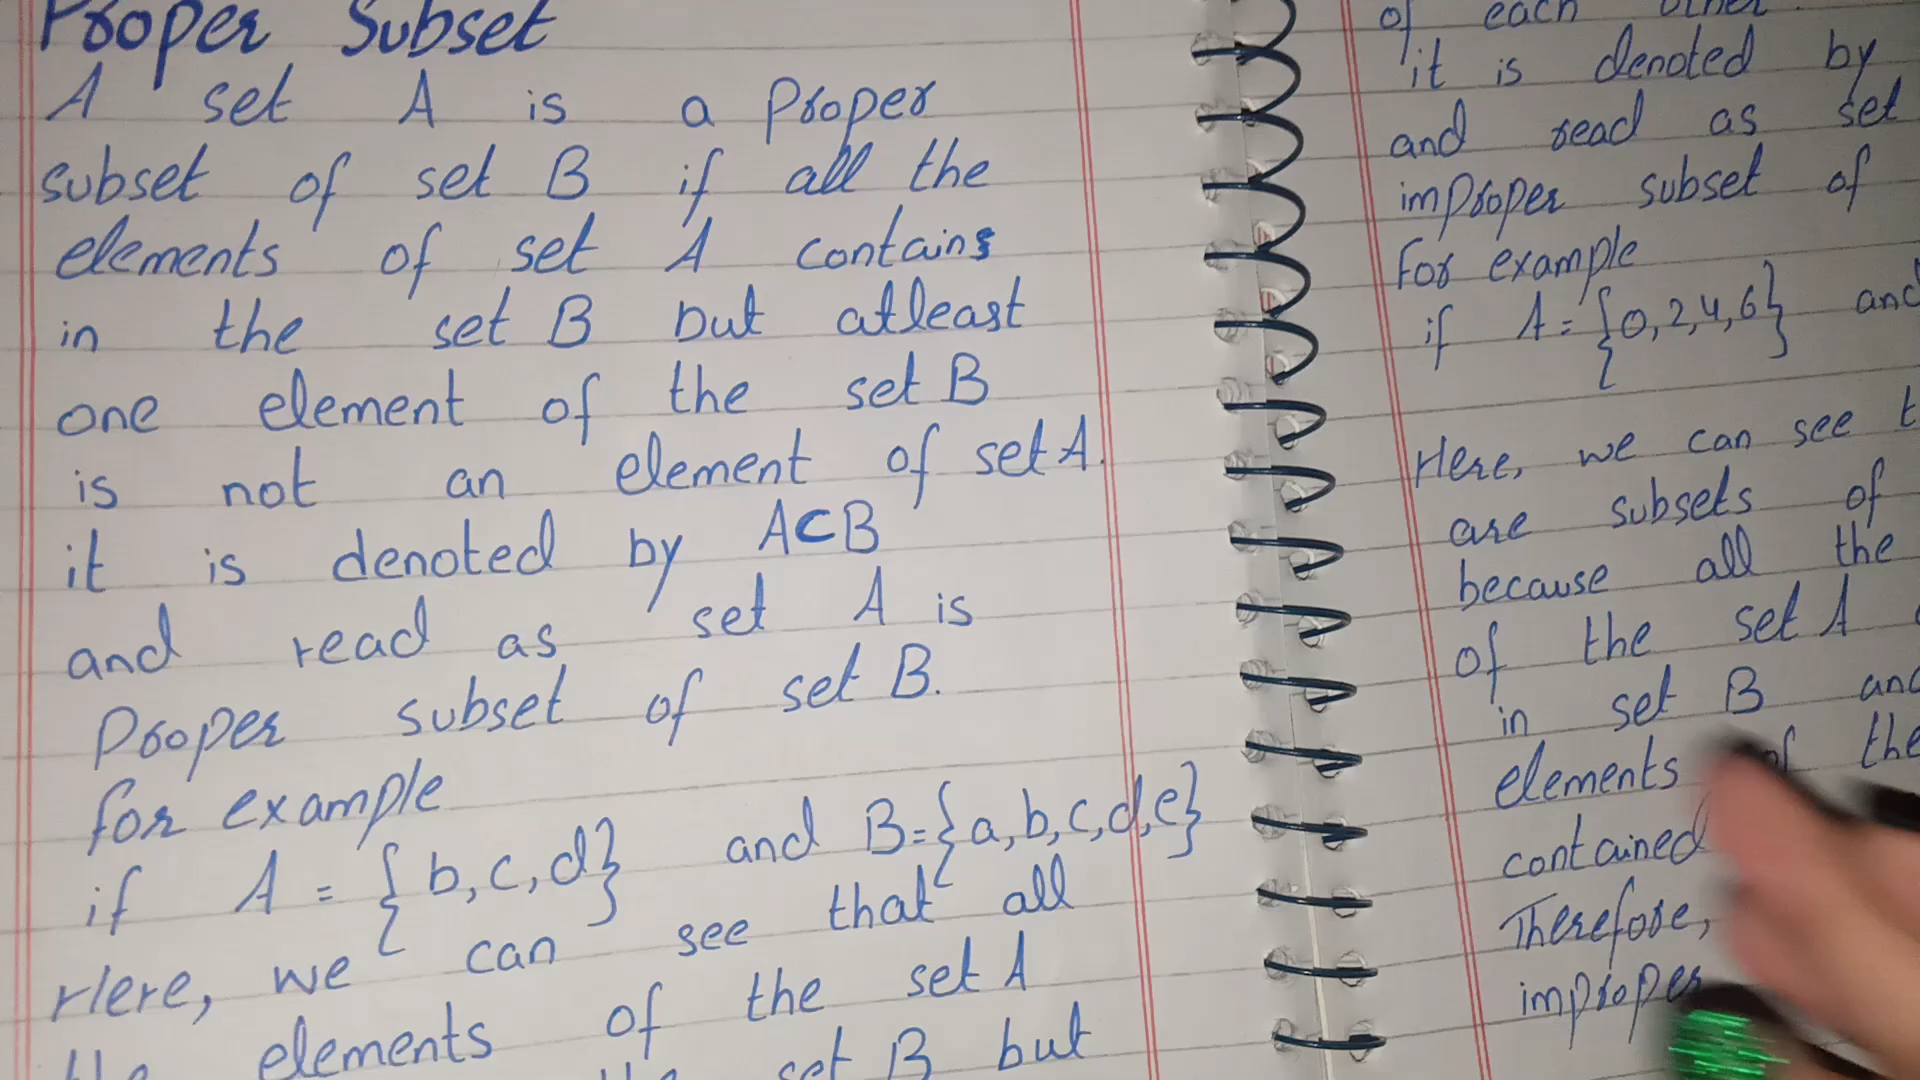 Proper Subset
A set A is a Proper
subset of set B if all the
elements of set A contains
in the set B but atleast
one element of the set B
is not an element of set A.
it is denoted by A⊂B
and read as set A is
Proper subset of set B.
for example
if A = {b, c, d} and B = {a, b, c, d, e}
Here, we can see that all
the elements of the set A
set B but
of each other.
it is denoted by
and read as set
improper subset of
For example
if A = {0, 2, 4, 6} and
Here, we can see
are subsets of
because all the
of the set A
in set B and
elements of the
contained
Therefore,
improper